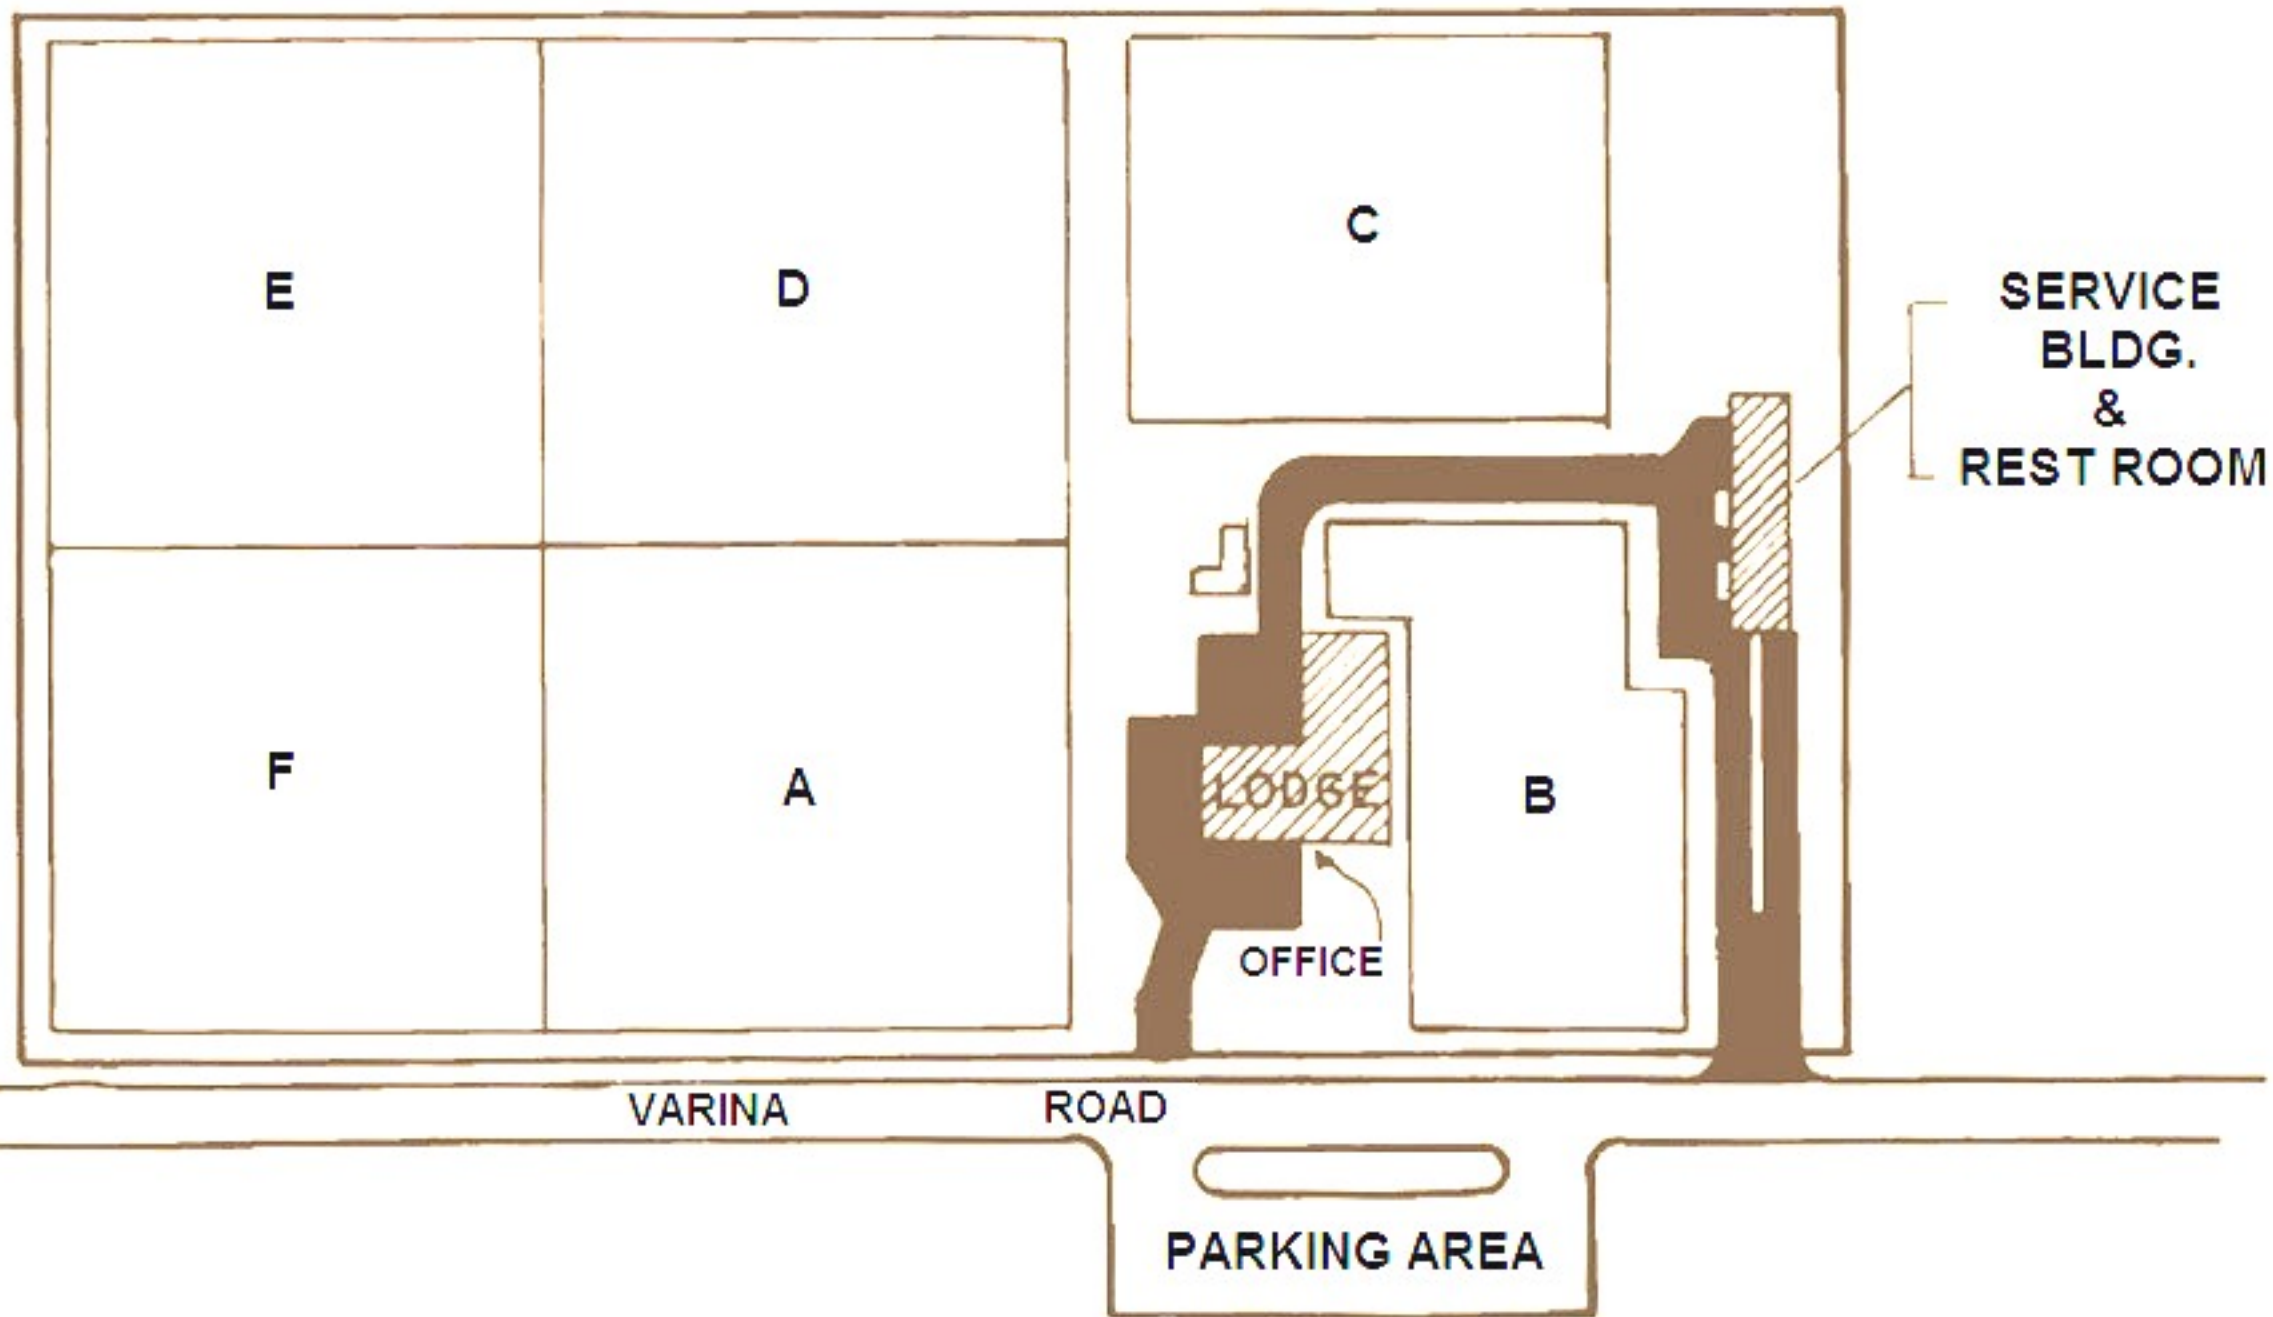 E
D
C
SERVICE
BLDG.
&
REST ROOM
F
A
LODGE
B
OFFICE
VARINA ROAD
PARKING AREA